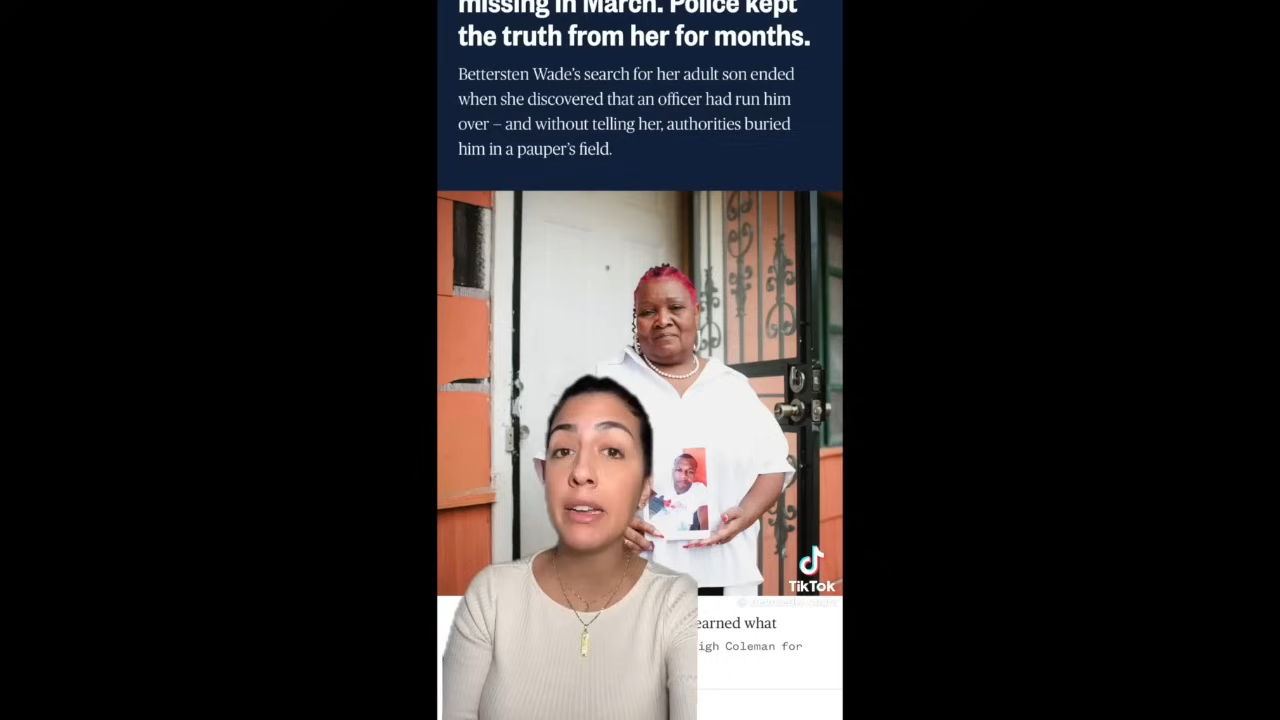 missing in March. Police kept
the truth from her for months.
Bettersten Wade's search for her adult son ended
when she discovered that an officer had run him
over – and without telling her, authorities buried
him in a pauper's field.
TikTok
earned what
igh Coleman for